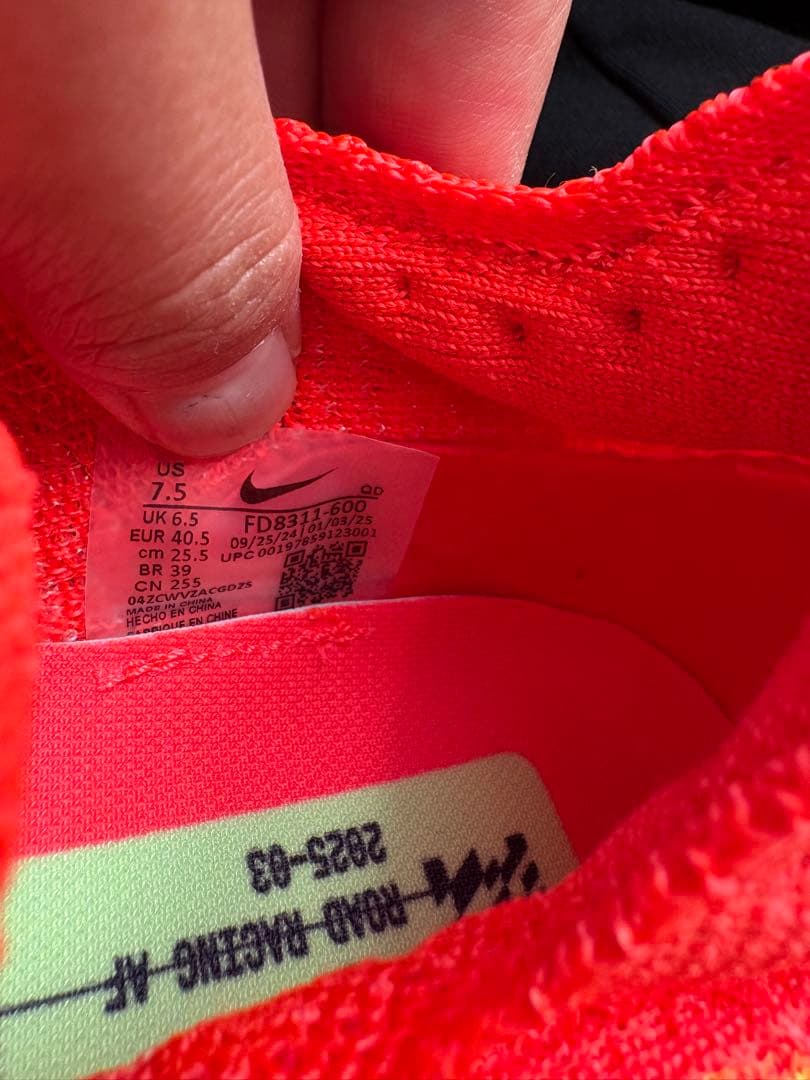 US
7.5
UK 6.5
EUR 40.5
cm 25.5
BR 39
CN 255
QD
FD8311-600
09/25/24 | 01/03/25
UPC 00197859123001
04ZCWVZACGDZS
MADE IN CHINA
HECHO EN CHINA
FABRIQUE EN CHINE
ROAD RACING AF
2025-03